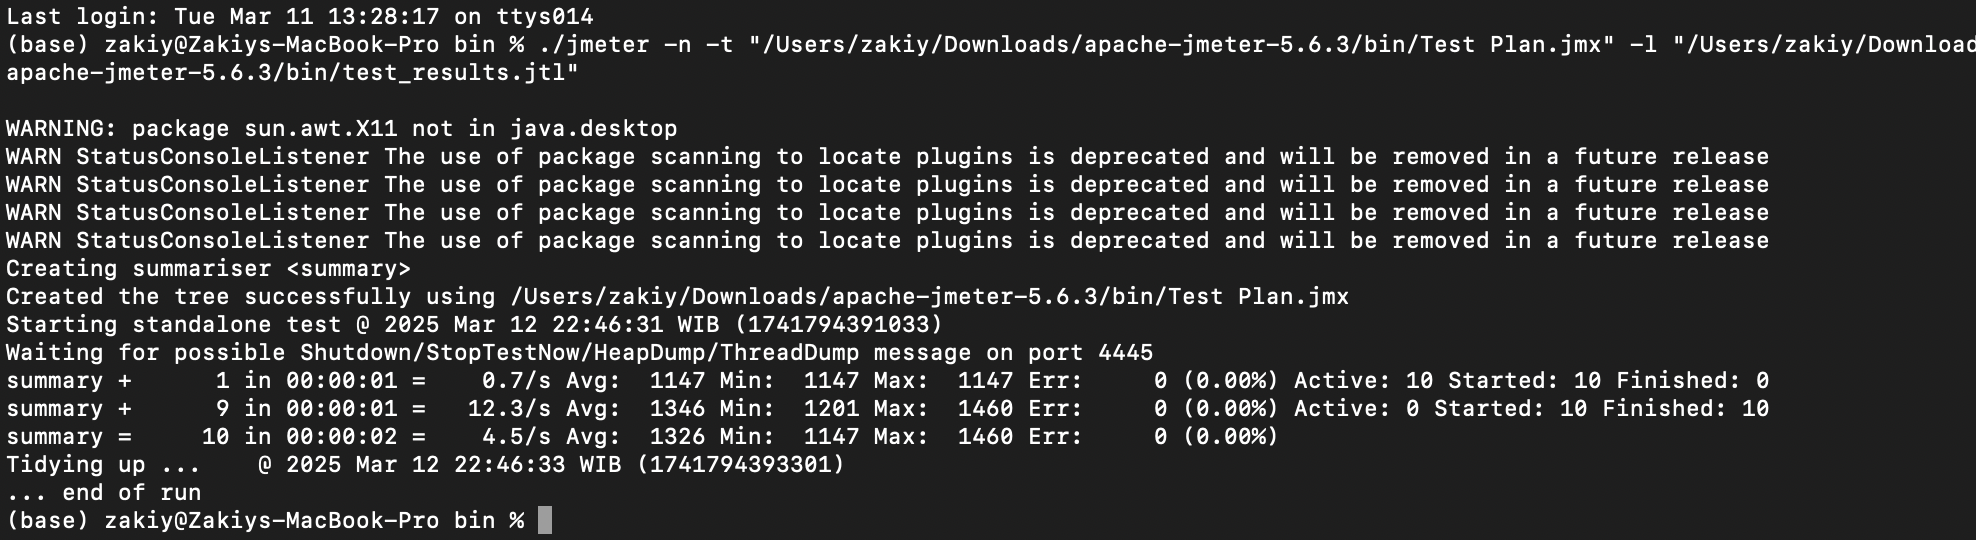 Last login: Tue Mar 11 13:28:17 on ttys014
(base) zakiy@Zakiys-MacBook-Pro bin % ./jmeter -n -t "/Users/zakiy/Downloads/apache-jmeter-5.6.3/bin/Test Plan.jmx" -l "/Users/zakiy/Download
apache-jmeter-5.6.3/bin/test_results.jtl"
WARNING: package sun.awt.X11 not in java.desktop
WARN StatusConsoleListener The use of package scanning to locate plugins is deprecated and will be removed in a future release
WARN StatusConsoleListener The use of package scanning to locate plugins is deprecated and will be removed in a future release
WARN StatusConsoleListener The use of package scanning to locate plugins is deprecated and will be removed in a future release
WARN StatusConsoleListener The use of package scanning to locate plugins is deprecated and will be removed in a future release
Creating summariser <summary>
Created the tree successfully using /Users/zakiy/Downloads/apache-jmeter-5.6.3/bin/Test Plan.jmx
Starting standalone test @ 2025 Mar 12 22:46:31 WIB (1741794391033)
Waiting for possible Shutdown/StopTestNow/HeapDump/ThreadDump message on port 4445
summary +      1 in 00:00:01 =    0.7/s Avg:  1147 Min:  1147 Max:  1147 Err:     0 (0.00%) Active: 10 Started: 10 Finished: 0
summary +      9 in 00:00:01 =   12.3/s Avg:  1346 Min:  1201 Max:  1460 Err:     0 (0.00%) Active: 0 Started: 10 Finished: 10
summary =     10 in 00:00:02 =    4.5/s Avg:  1326 Min:  1147 Max:  1460 Err:     0 (0.00%)
Tidying up ...    @ 2025 Mar 12 22:46:33 WIB (1741794393301)
... end of run
(base) zakiy@Zakiys-MacBook-Pro bin %